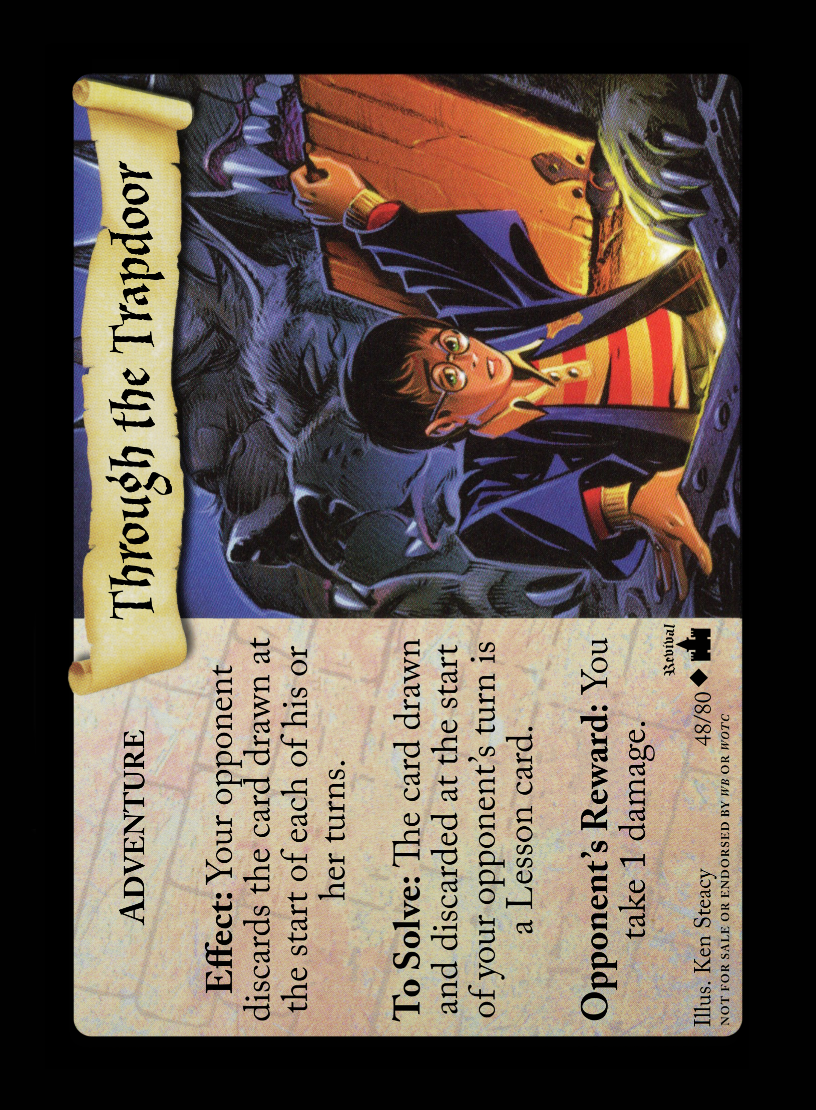 Through the Trapdoor
ADVENTURE
Effect: Your opponent
discards the card drawn at
the start of each of his or
her turns.
To Solve: The card drawn
and discarded at the start
of your opponent's turn is
a Lesson card.
Opponent's Reward: You
take 1 damage.
Revival
Illus. Ken Steacy 48/80
NOT FOR SALE OR ENDORSED BY WB OR WOTC